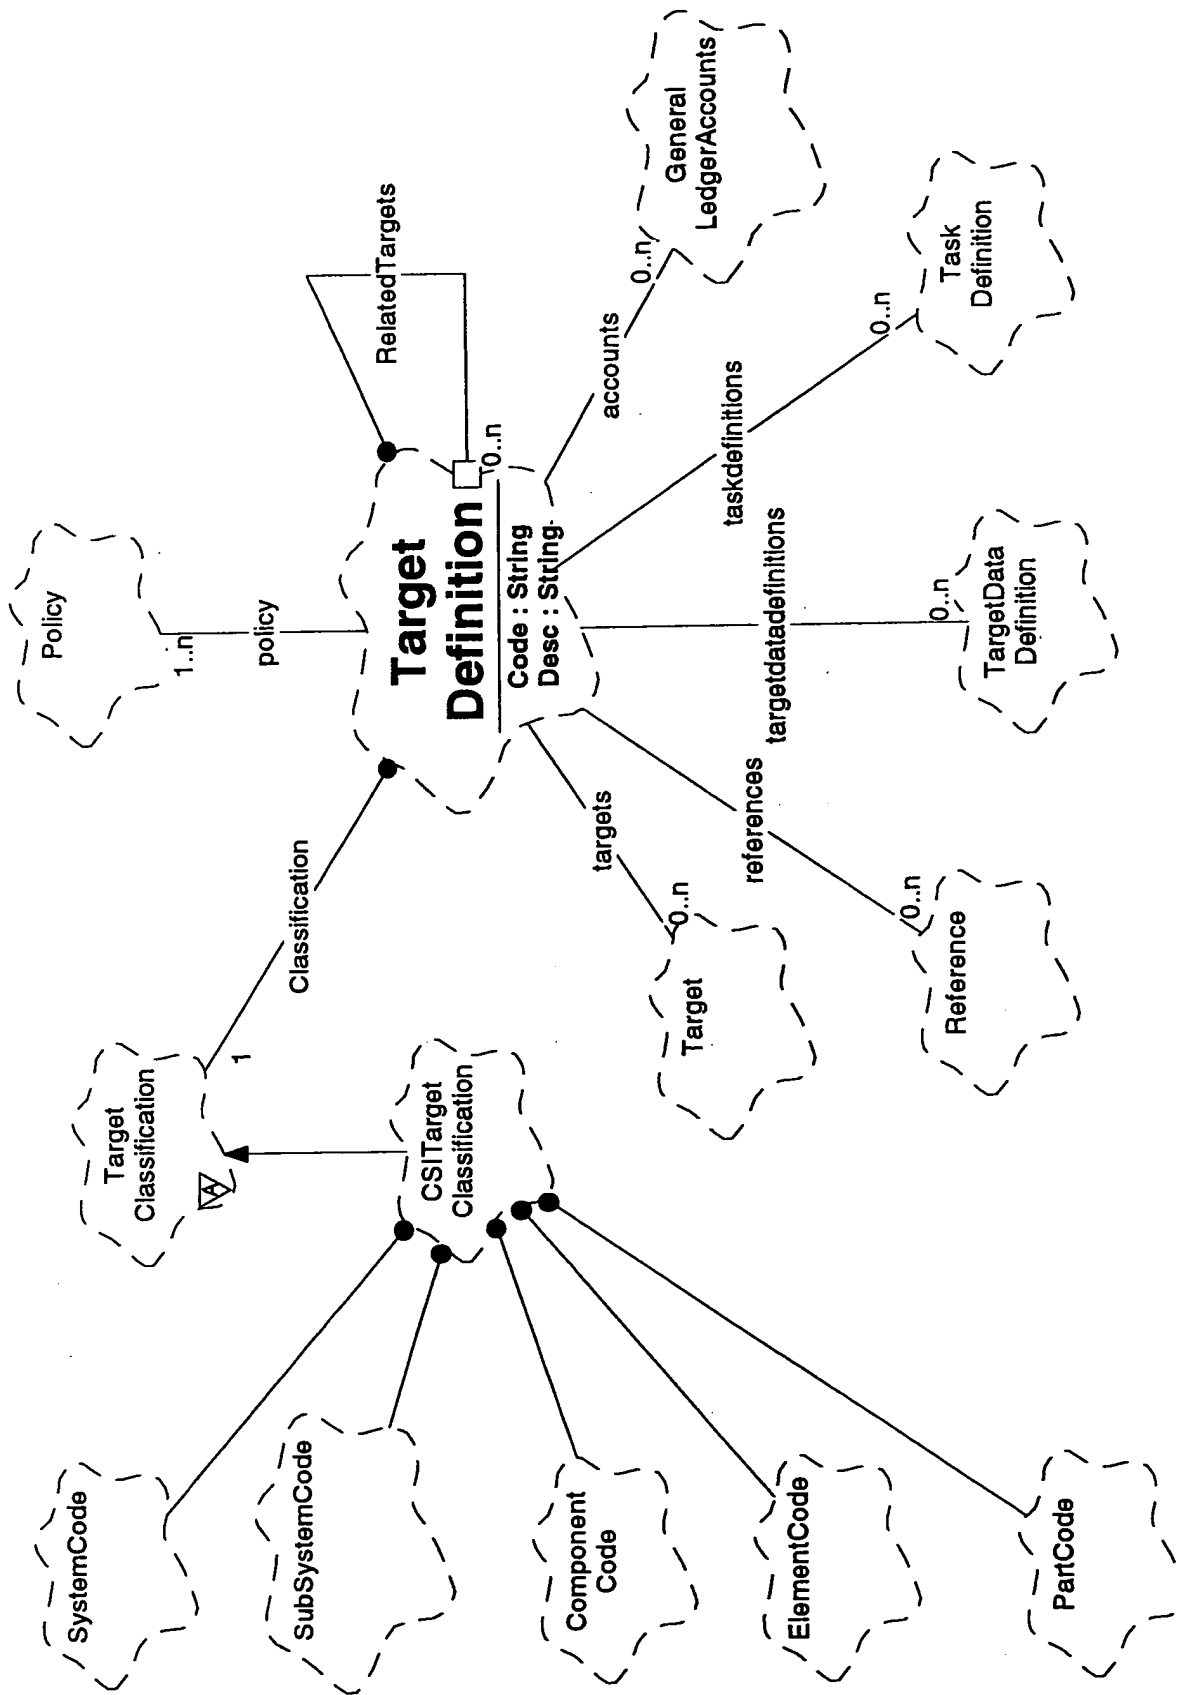 SystemCode
SubSystemCode
Component
Code
ElementCode
PartCode
Target
Classification
A
1
CSITarget
Classification
Classification
Policy
1..n
policy
Target
Definition
Code : String
Desc : String
RelatedTargets
0..n
targets
0..n
Target
references
0..n
Reference
targetdatadefinitions
0..n
TargetData
Definition
taskdefinitions
0..n
Task
Definition
accounts
0..n
General
LedgerAccounts